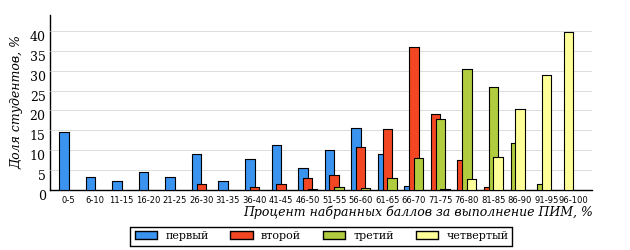 Доля студентов, %
40
35
30
25
20
15
10
5
0
0-5 6-10 11-15 16-20 21-25 26-30 31-35 36-40 41-45 46-50 51-55 56-60 61-65 66-70 71-75 76-80 81-85 86-90 91-95 96-100
Процент набранных баллов за выполнение ПИМ, %
первый второй третий четвертый